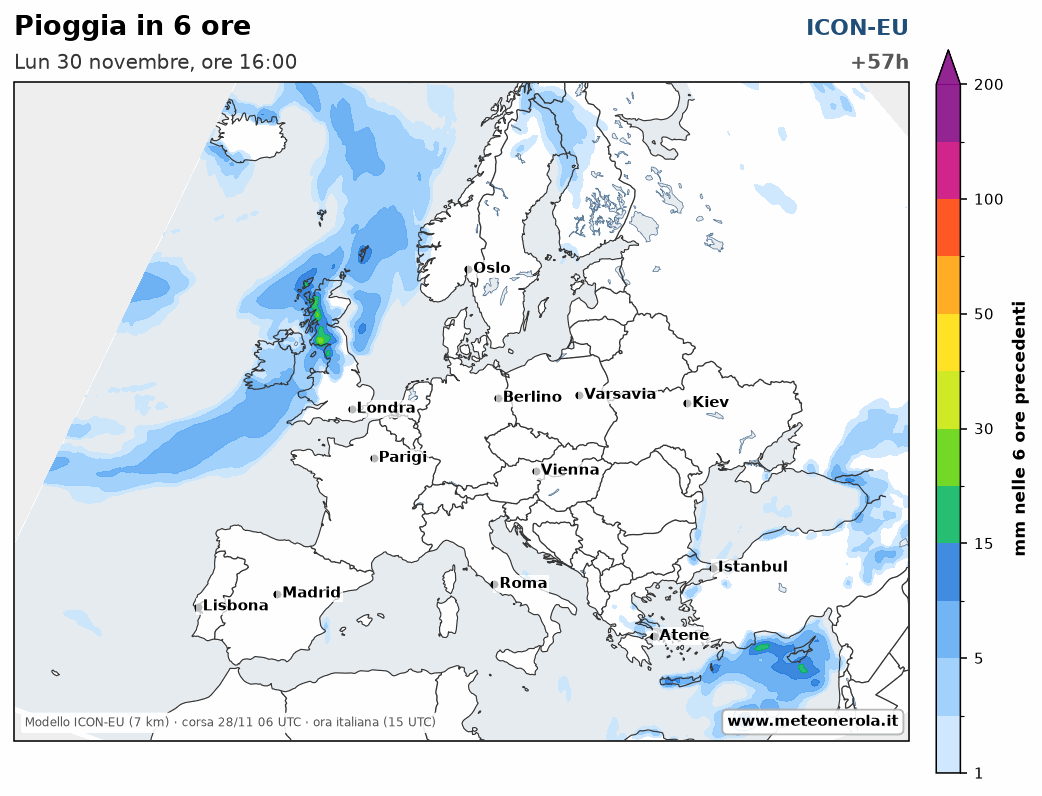 Pioggia in 6 ore
ICON-EU
Lun 30 novembre, ore 16:00
+57h
200
100
50
30
15
5
1
mm nelle 6 ore precedenti
Oslo
Berlino
Varsavia
Kiev
Londra
Parigi
Vienna
Istanbul
Roma
Madrid
Lisbona
Atene
Modello ICON-EU (7 km) · corsa 28/11 06 UTC · ora italiana (15 UTC)
www.meteonerola.it